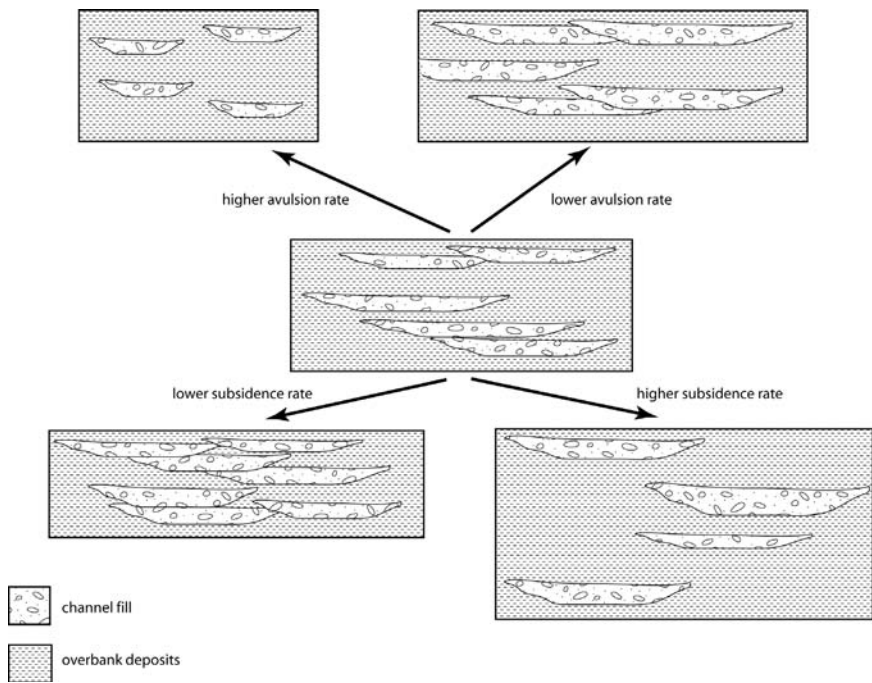 higher avulsion rate
lower avulsion rate
lower subsidence rate
higher subsidence rate
channel fill
overbank deposits